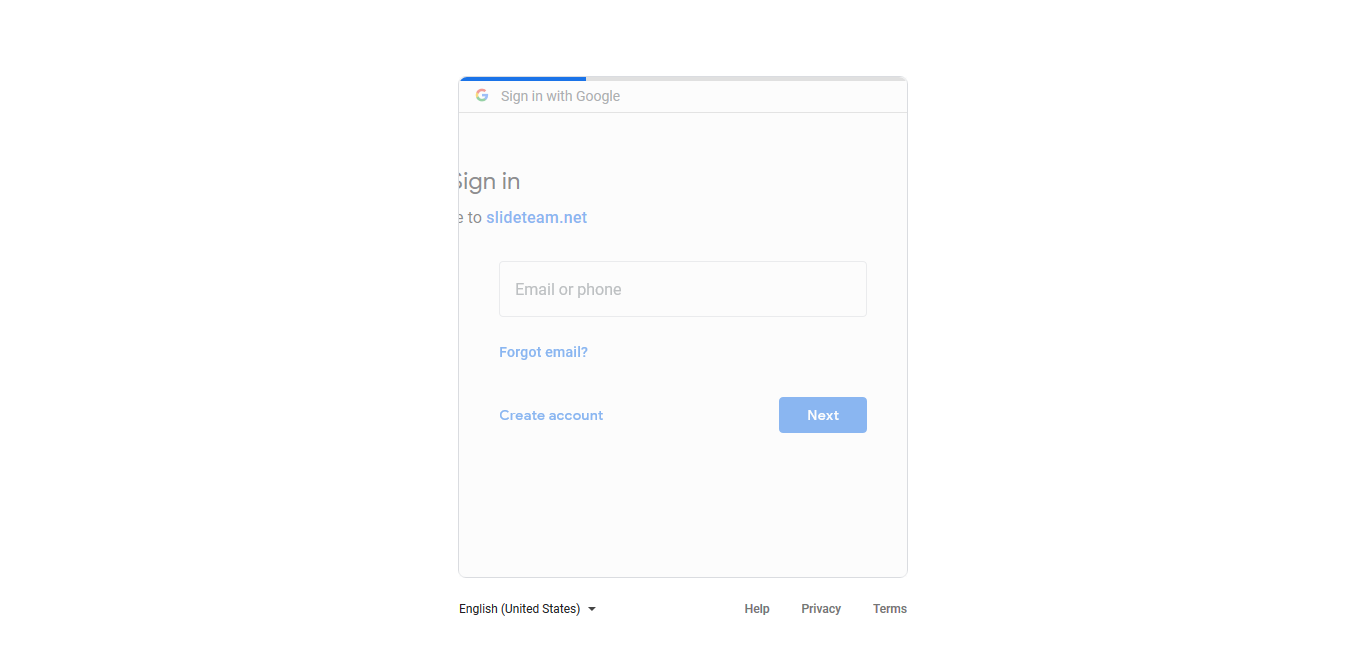 Sign in with Google
Sign in
e to slideteam.net
Email or phone
Forgot email?
Create account
Next
English (United States)
Help
Privacy
Terms